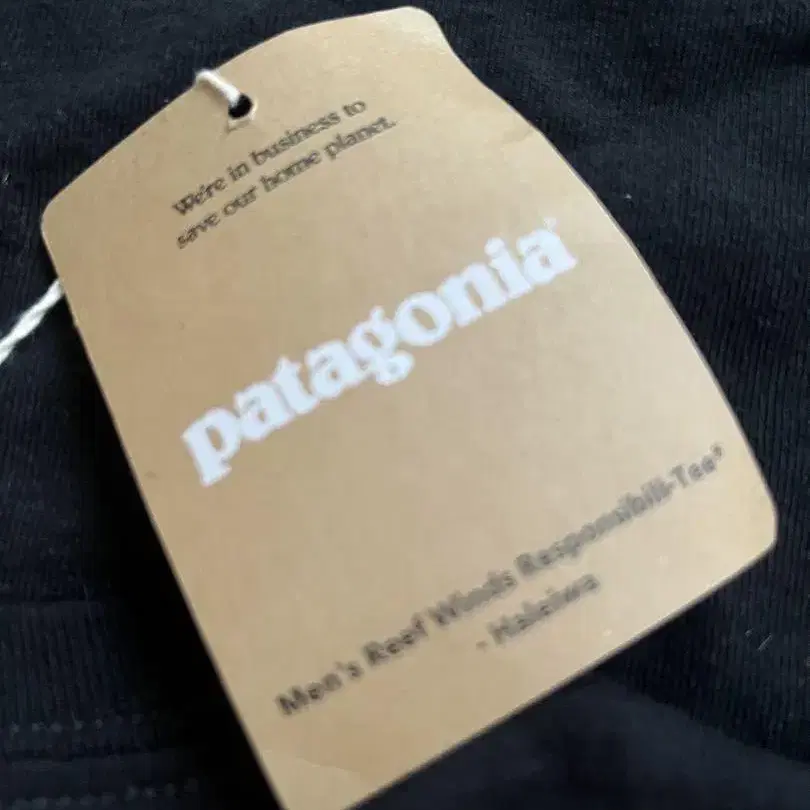 We're in business to
save our home planet.
patagonia®
Men's Reef Winds Responsibili-Tee®
- Haleiwa